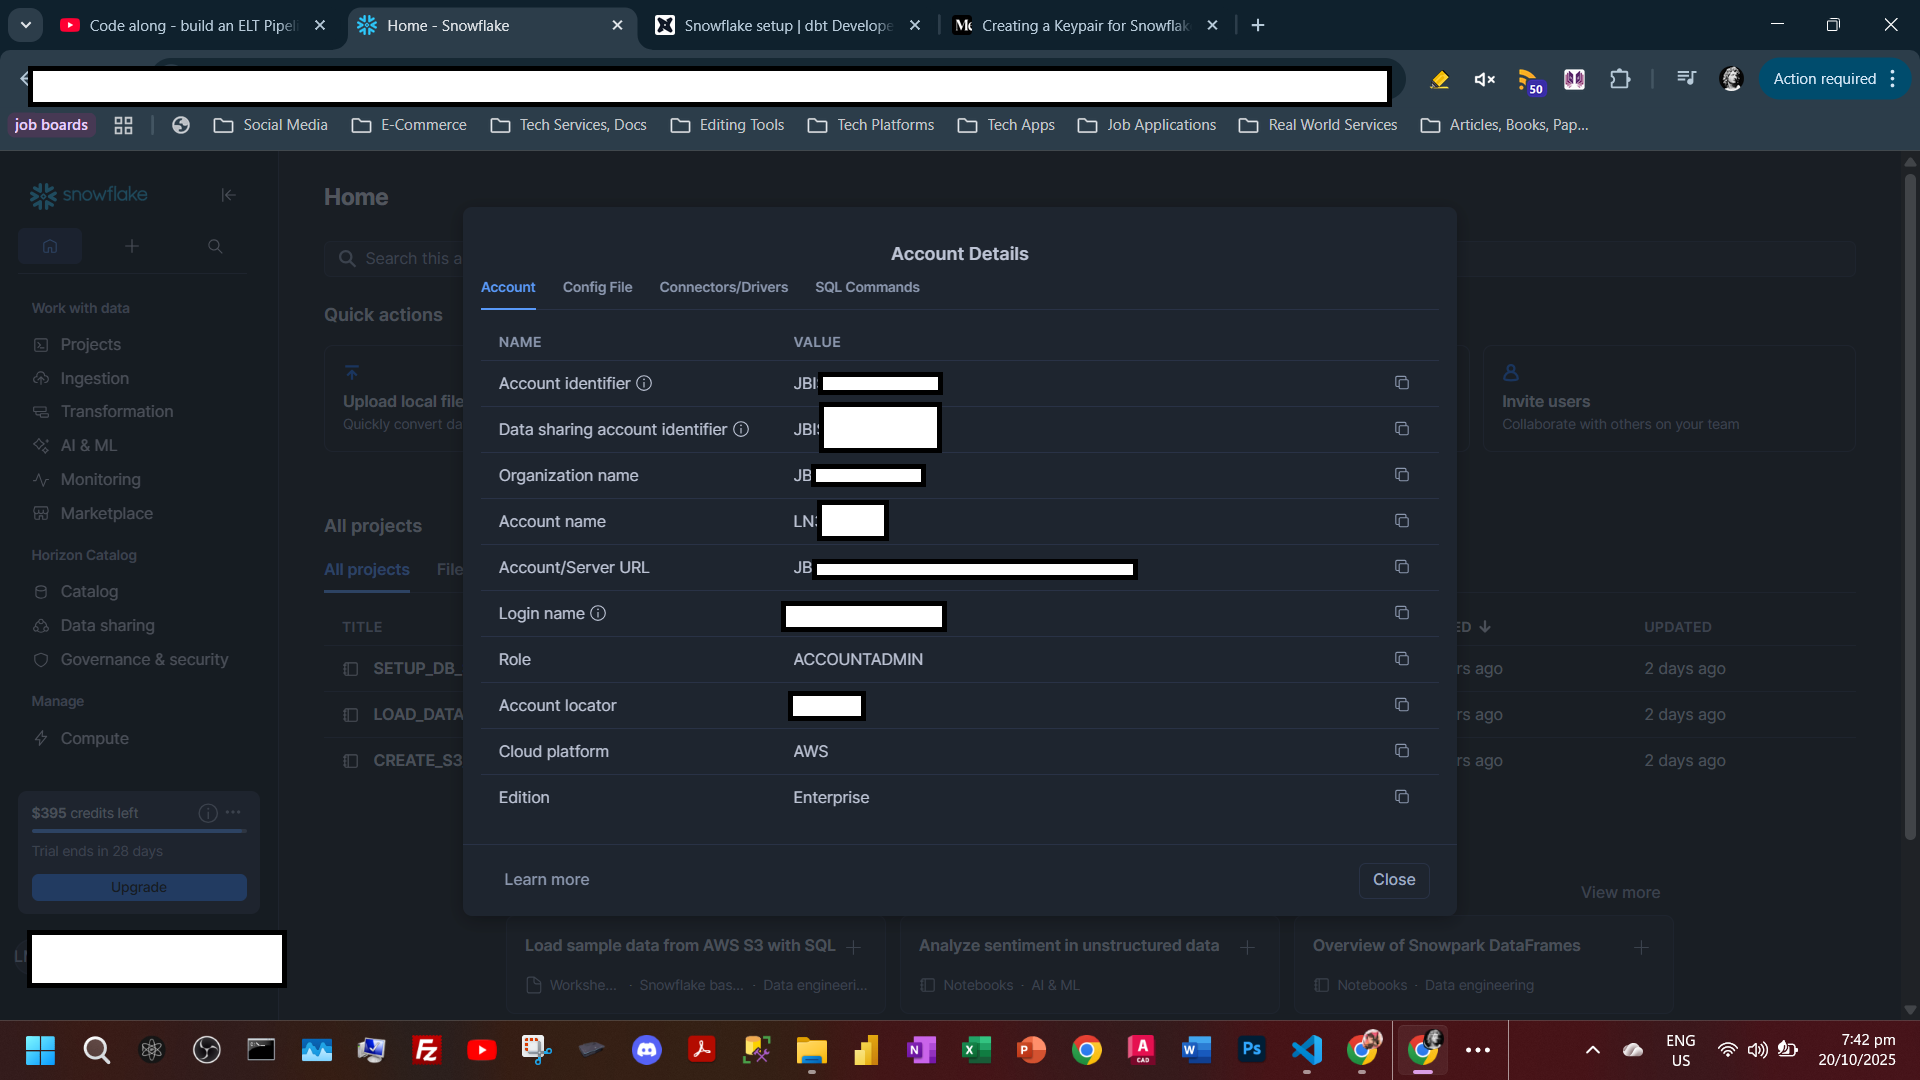 Code along - build an ELT Pipeli
Home - Snowflake
Snowflake setup | dbt Develope
Creating a Keypair for Snowflak
Action required
50
job boards
Social Media
E-Commerce
Tech Services, Docs
Editing Tools
Tech Platforms
Tech Apps
Job Applications
Real World Services
Articles, Books, Pap...
snowflake
Home
Search this a
Work with data
Projects
Ingestion
Transformation
AI & ML
Monitoring
Marketplace
Horizon Catalog
Catalog
Data sharing
Governance & security
Manage
Compute
$395 credits left
Trial ends in 28 days
Upgrade
Quick actions
Upload local file
Quickly convert da
Invite users
Collaborate with others on your team
All projects
All projects
File
TITLE
ED
UPDATED
SETUP_DB_
rs ago
2 days ago
LOAD_DATA
rs ago
2 days ago
CREATE_S3
rs ago
2 days ago
Account Details
Account
Config File
Connectors/Drivers
SQL Commands
NAME
VALUE
Account identifier
JBI
Data sharing account identifier
JBI
Organization name
JB
Account name
LN
Account/Server URL
JB
Login name
Role
ACCOUNTADMIN
Account locator
Cloud platform
AWS
Edition
Enterprise
Learn more
Close
View more
Load sample data from AWS S3 with SQL
Workshe... · Snowflake bas... · Data engineeri...
Analyze sentiment in unstructured data
Notebooks · AI & ML
Overview of Snowpark DataFrames
Notebooks · Data engineering
ENG
US
7:42 pm
20/10/2025